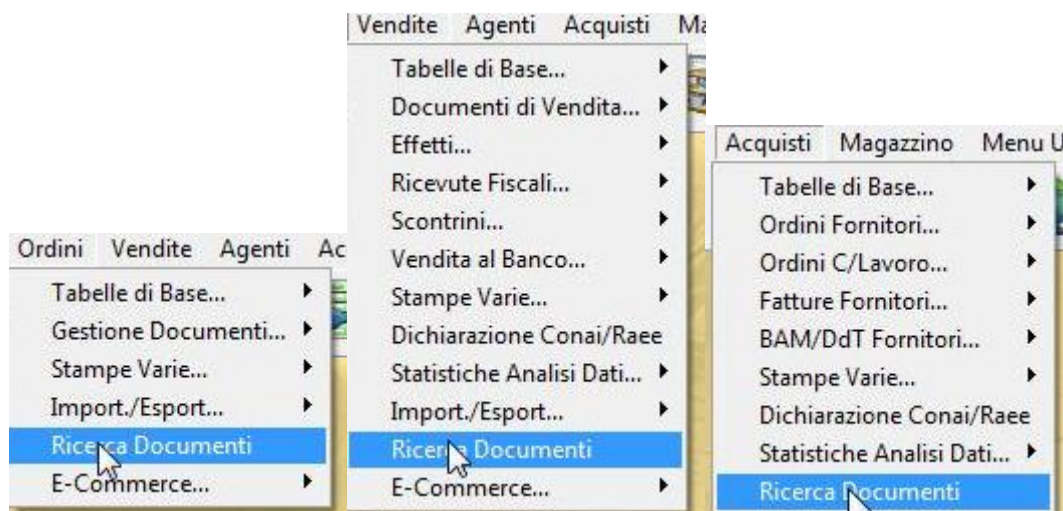 Ordini Vendite Agenti Ac
Tabelle di Base...
Gestione Documenti...
Stampe Varie...
Import./Esport...
Ricerca Documenti
E-Commerce...
Vendite Agenti Acquisti Ma
Tabelle di Base...
Documenti di Vendita...
Effetti...
Ricevute Fiscali...
Scontrini...
Vendita al Banco...
Stampe Varie...
Dichiarazione Conai/Raee
Statistiche Analisi Dati...
Import./Esport...
Ricerca Documenti
E-Commerce...
Acquisti Magazzino Menu U
Tabelle di Base...
Ordini Fornitori...
Ordini C/Lavoro...
Fatture Fornitori...
BAM/DdT Fornitori...
Stampe Varie...
Dichiarazione Conai/Raee
Statistiche Analisi Dati...
Ricerca Documenti